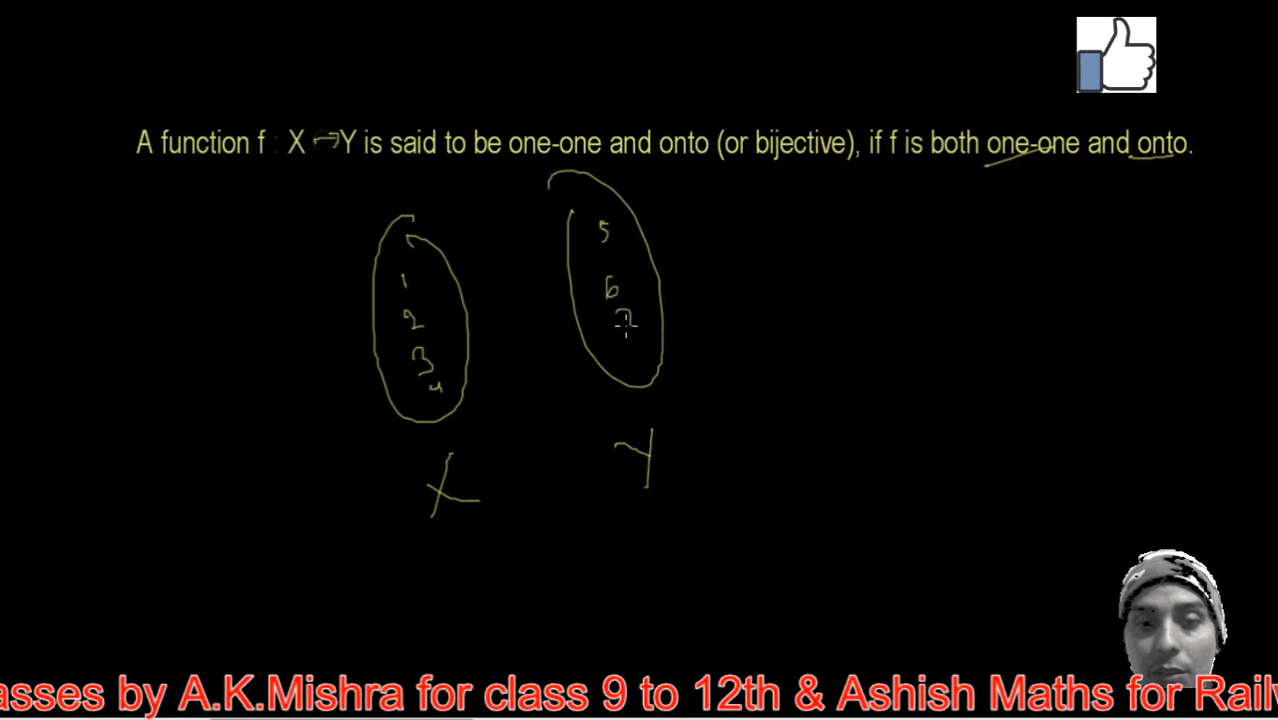 A function f : X → Y is said to be one-one and onto (or bijective), if f is both one-one and onto.
5
1
6
2
7
3
4
Y
X
asses by A.K.Mishra for class 9 to 12th & Ashish Maths for Rail